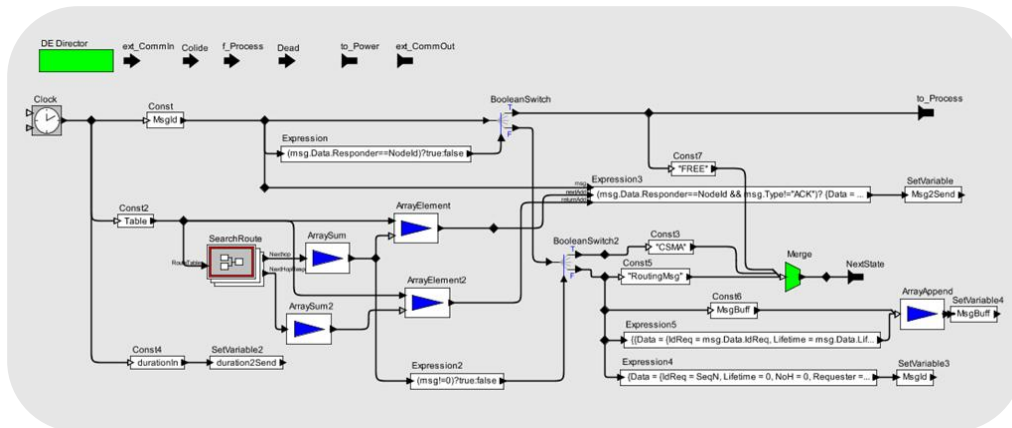 DE Director
ext_CommIn
Colide
f_Process
Dead
to_Power
ext_CommOut
Clock
Const
MsgId
BooleanSwitch
T
F
to_Process
Expression
(msg.Data.Responder==NodeId)?true:false
Const7
"FREE"
Expression3
msg
nextAdd
returnAdd
(msg.Data.Responder==NodeId && msg.Type!="ACK")? {Data = ...
SetVariable
Msg2Send
Const2
Table
ArrayElement
SearchRoute
NextHop
ArraySum
BooleanSwitch2
T
F
Const3
"CSMA"
Const5
"RoutingMsg"
Merge
NextState
ArrayElement2
ArraySum2
Const6
MsgBuff
ArrayAppend
SetVariable4
MsgBuff
Expression5
{{Data = {IdReq = msg.Data.IdReq, Lifetime = msg.Data.Lif...
Const4
durationIn
SetVariable2
duration2Send
Expression2
(msg!=0)?true:false
Expression4
{Data = {IdReq = SeqN, Lifetime = 0, NoH = 0, Requester =...
SetVariable3
MsgId